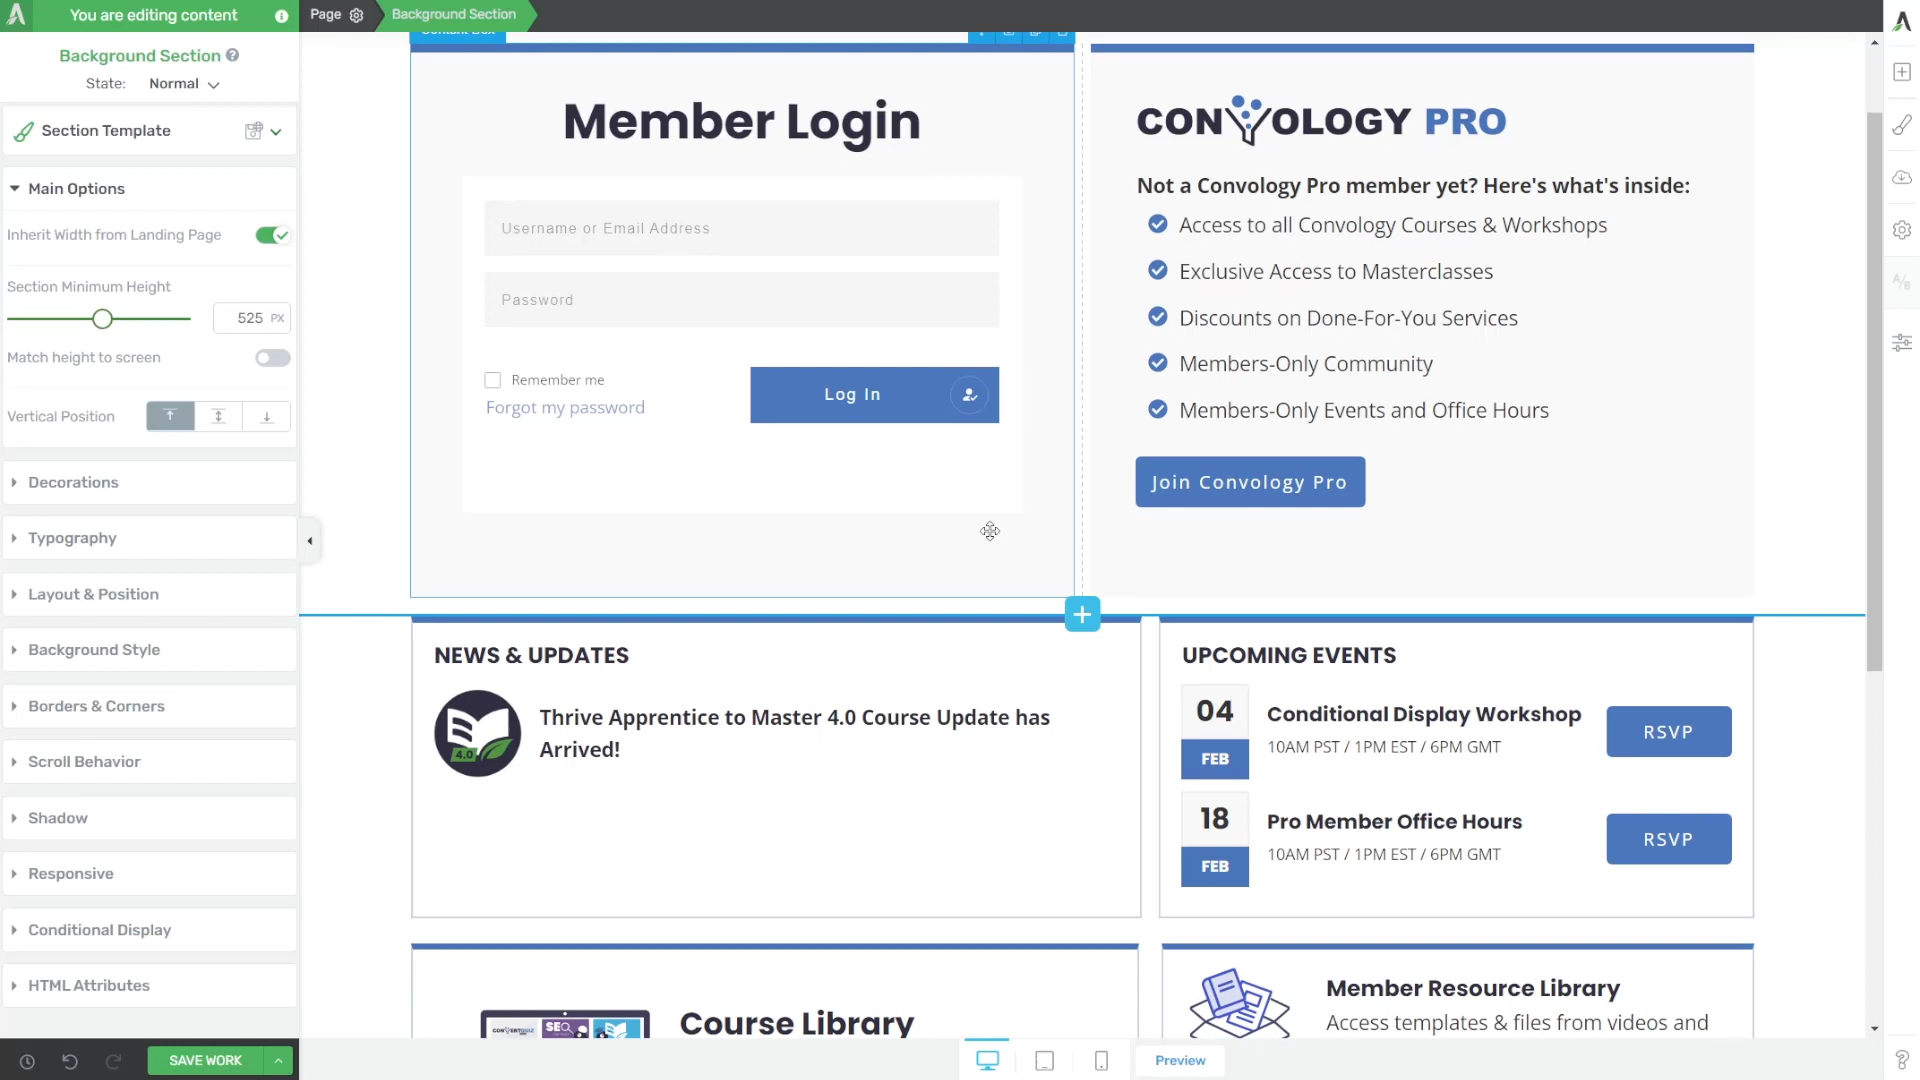 You are editing content
Page
Background Section
Background Section
State: Normal
Section Template
Main Options
Inherit Width from Landing Page
Section Minimum Height
525 PX
Match height to screen
Vertical Position
Decorations
Typography
Layout & Position
Background Style
Borders & Corners
Scroll Behavior
Shadow
Responsive
Conditional Display
HTML Attributes
SAVE WORK
Content Box
Member Login
Username or Email Address
Password
Remember me
Forgot my password
Log In
CONVOLOGY PRO
Not a Convology Pro member yet? Here's what's inside:
Access to all Convology Courses & Workshops
Exclusive Access to Masterclasses
Discounts on Done-For-You Services
Members-Only Community
Members-Only Events and Office Hours
Join Convology Pro
NEWS & UPDATES
4.0
Thrive Apprentice to Master 4.0 Course Update has
Arrived!
UPCOMING EVENTS
04
FEB
Conditional Display Workshop
10AM PST / 1PM EST / 6PM GMT
RSVP
18
FEB
Pro Member Office Hours
10AM PST / 1PM EST / 6PM GMT
RSVP
SEO
Course Library
Member Resource Library
Access templates & files from videos and
Preview
A/B